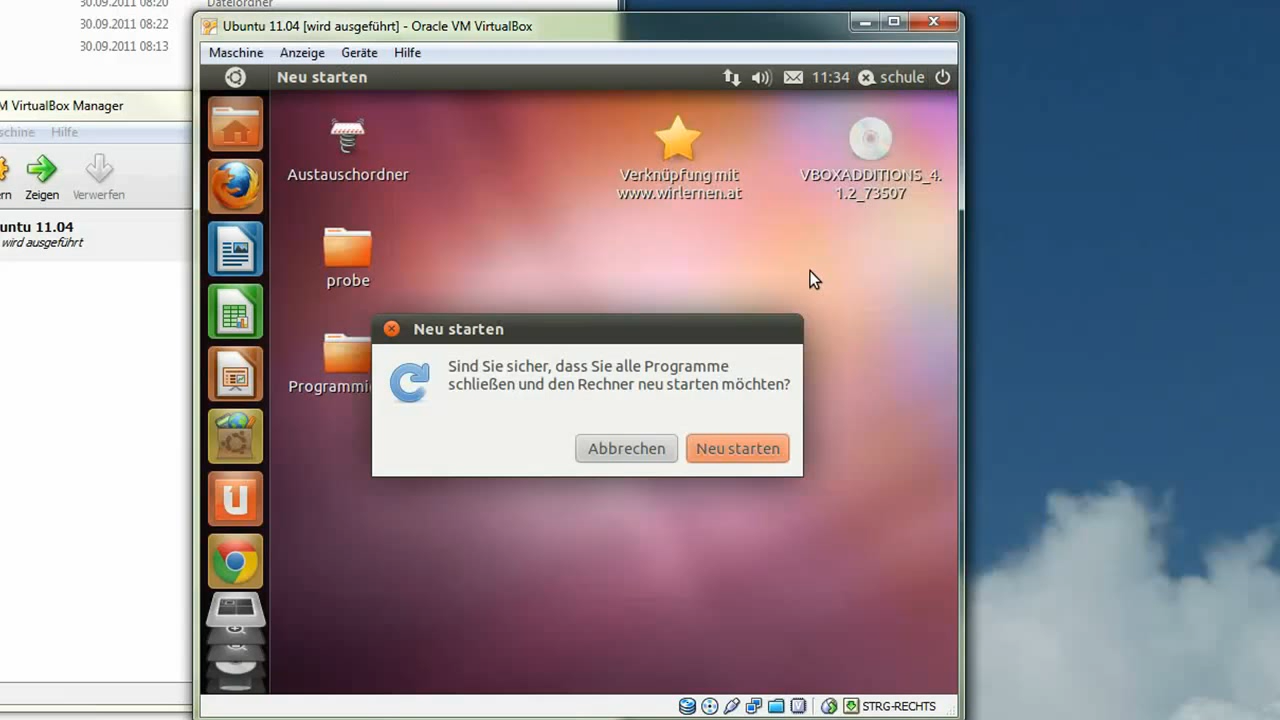 30.09.2011 08:20
Dateiordner
30.09.2011 08:22
30.09.2011 08:13
M VirtualBox Manager
schine Hilfe
rn Zeigen Verwerfen
untu 11.04
wird ausgeführt
Ubuntu 11.04 [wird ausgeführt] - Oracle VM VirtualBox
Maschine Anzeige Geräte Hilfe
Neu starten 11:34 schule
Austauschordner
Verknüpfung mit
www.wirlernen.at
VBOXADDITIONS_4.
1.2_73507
probe
Programmi
Neu starten
Sind Sie sicher, dass Sie alle Programme
schließen und den Rechner neu starten möchten?
Abbrechen Neu starten
STRG-RECHTS